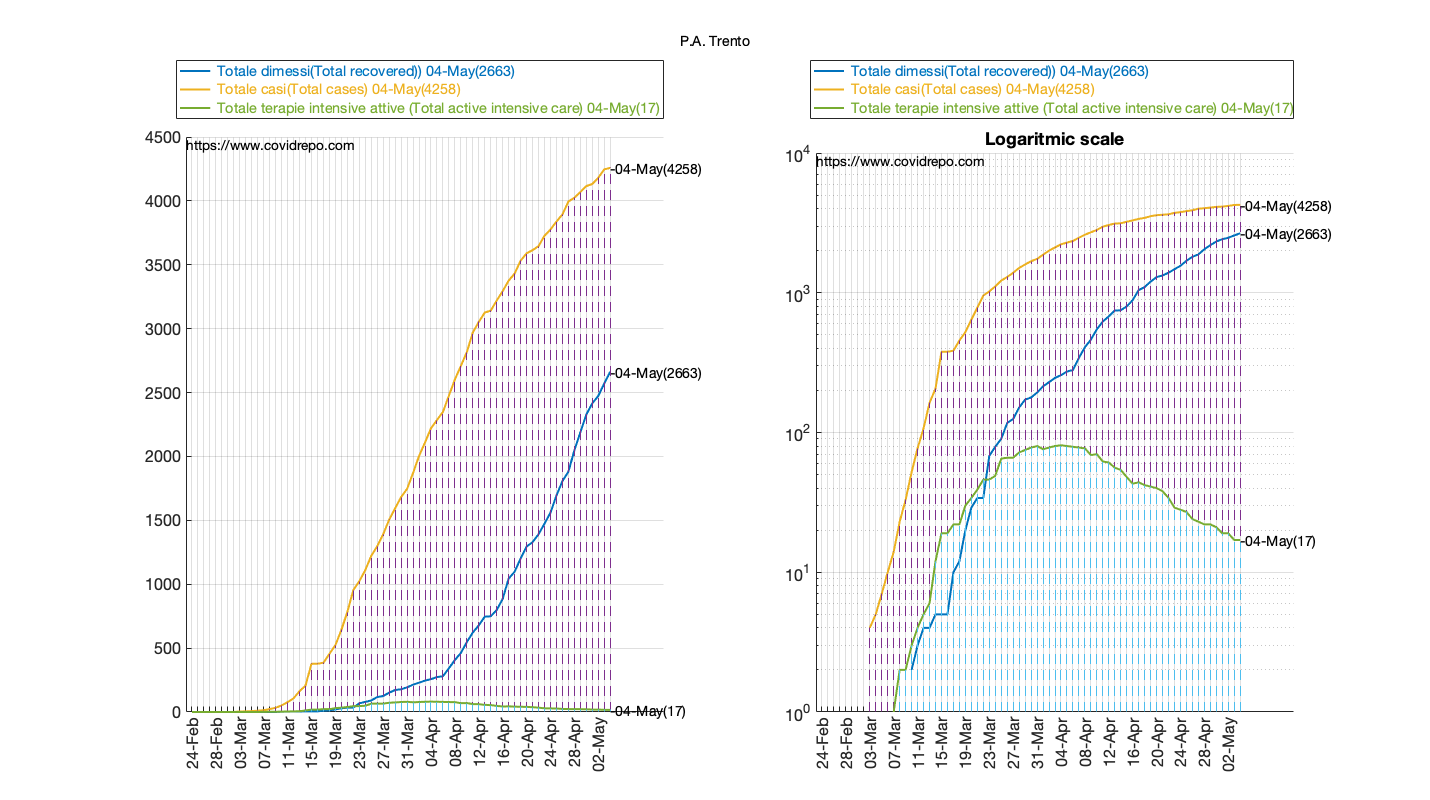 P.A. Trento
Totale dimessi(Total recovered)) 04-May(2663)
Totale casi(Total cases) 04-May(4258)
Totale terapie intensive attive (Total active intensive care) 04-May(17)
4500
https://www.covidrepo.com
04-May(4258)
4000
3500
3000
04-May(2663)
2500
2000
1500
1000
500
0
04-May(17)
24-Feb
28-Feb
03-Mar
07-Mar
11-Mar
15-Mar
19-Mar
23-Mar
27-Mar
31-Mar
04-Apr
08-Apr
12-Apr
16-Apr
20-Apr
24-Apr
28-Apr
02-May
Totale dimessi(Total recovered)) 04-May(2663)
Totale casi(Total cases) 04-May(4258)
Totale terapie intensive attive (Total active intensive care) 04-May(17)
Logaritmic scale
10^4
https://www.covidrepo.com
04-May(4258)
04-May(2663)
10^3
10^2
04-May(17)
10^1
10^0
24-Feb
28-Feb
03-Mar
07-Mar
11-Mar
15-Mar
19-Mar
23-Mar
27-Mar
31-Mar
04-Apr
08-Apr
12-Apr
16-Apr
20-Apr
24-Apr
28-Apr
02-May